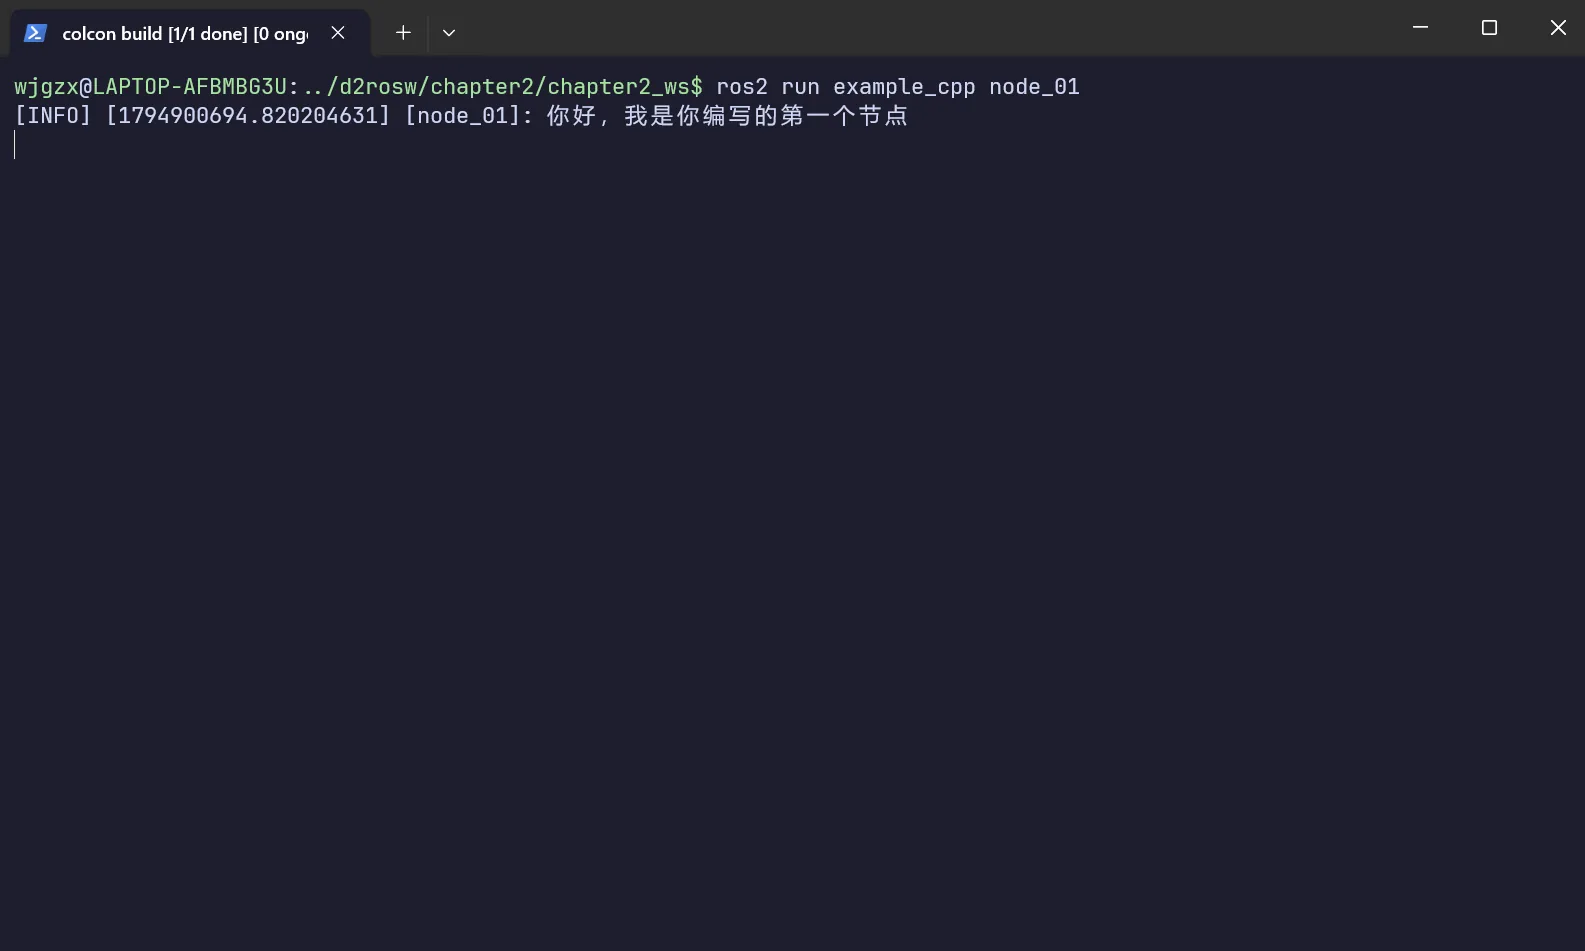 colcon build [1/1 done] [0 ong
wjgzx@LAPTOP-AFBMBG3U:../d2rosw/chapter2/chapter2_ws$ ros2 run example_cpp node_01
[INFO] [1794900694.820204631] [node_01]: 你好，我是你编写的第一个节点